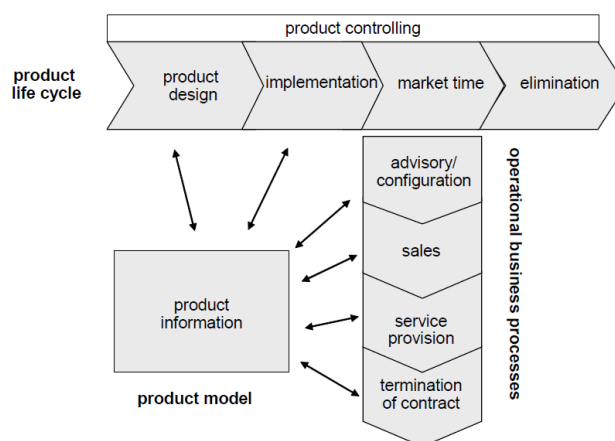 product controlling
product
life cycle
product
design
implementation
market time
elimination
advisory/
configuration
sales
service
provision
termination
of contract
operational business processes
product
information
product model